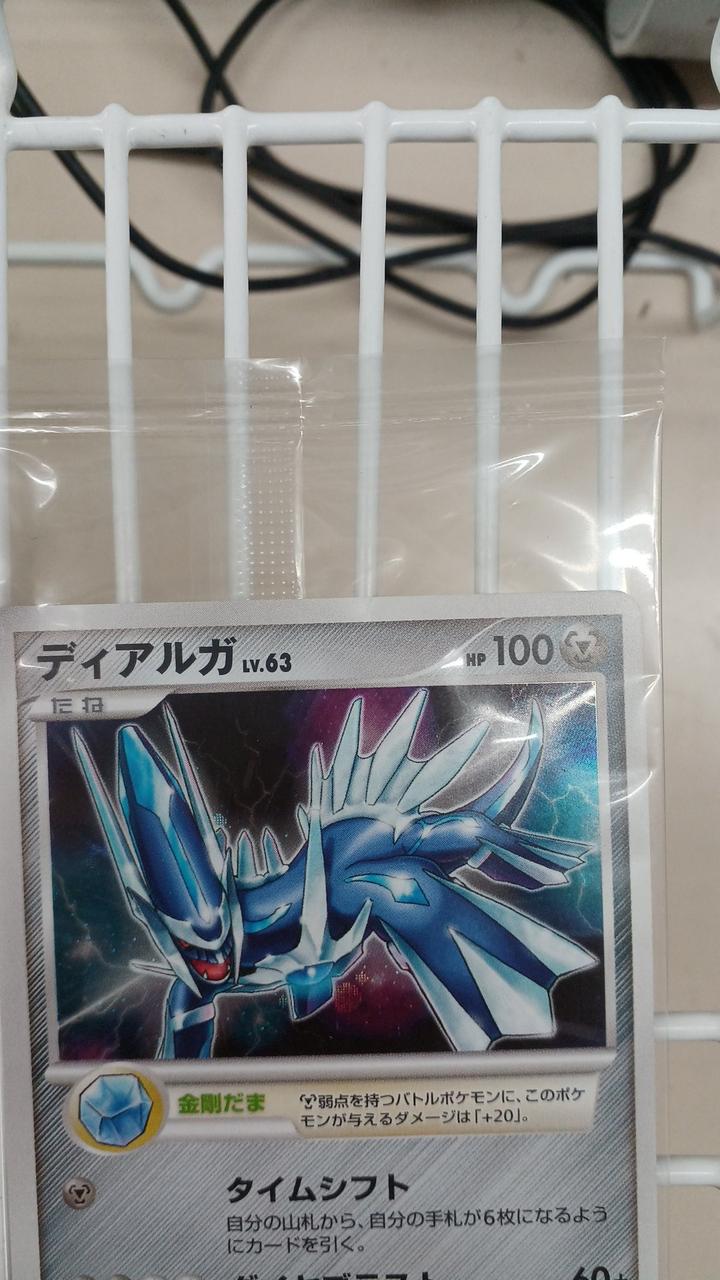 ディアルガ LV.63 HP 100
たね
金剛だま
弱点を持つバトルポケモンに、このポケ
モンが与えるダメージは「+20」。
タイムシフト
自分の山札から、自分の手札が6枚になるよう
にカードを引く。